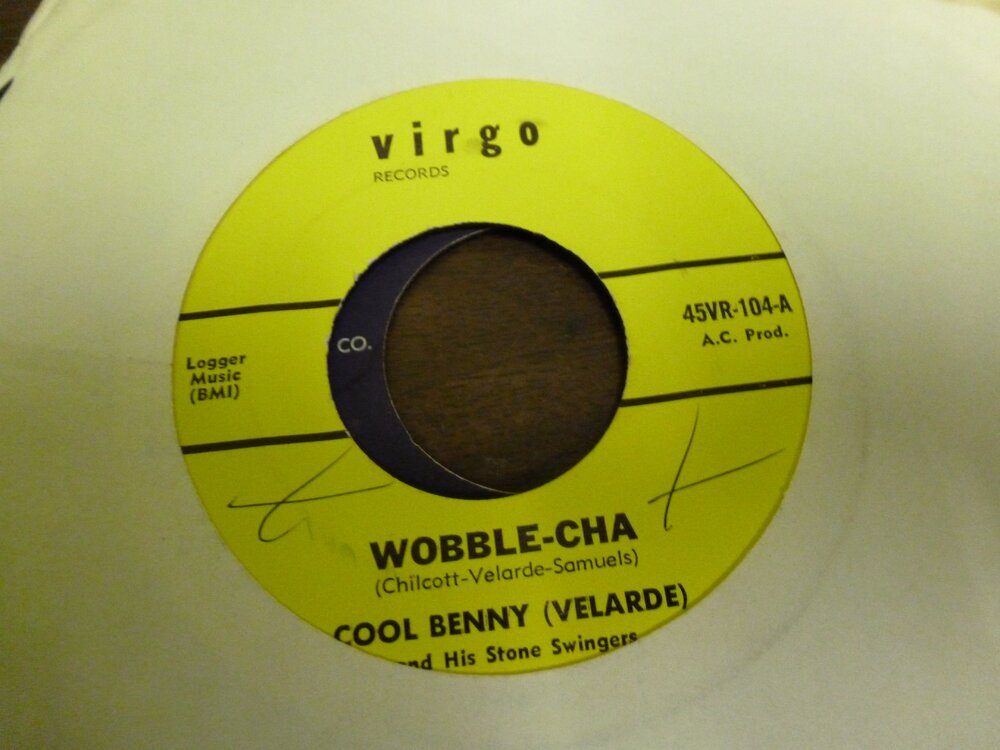 virgo
RECORDS
45VR-104-A
A.C. Prod.
CO.
Logger
Music
(BMI)
WOBBLE-CHA
(Chilcott-Velarde-Samuels)
COOL BENNY (VELARDE)
and His Stone Swingers